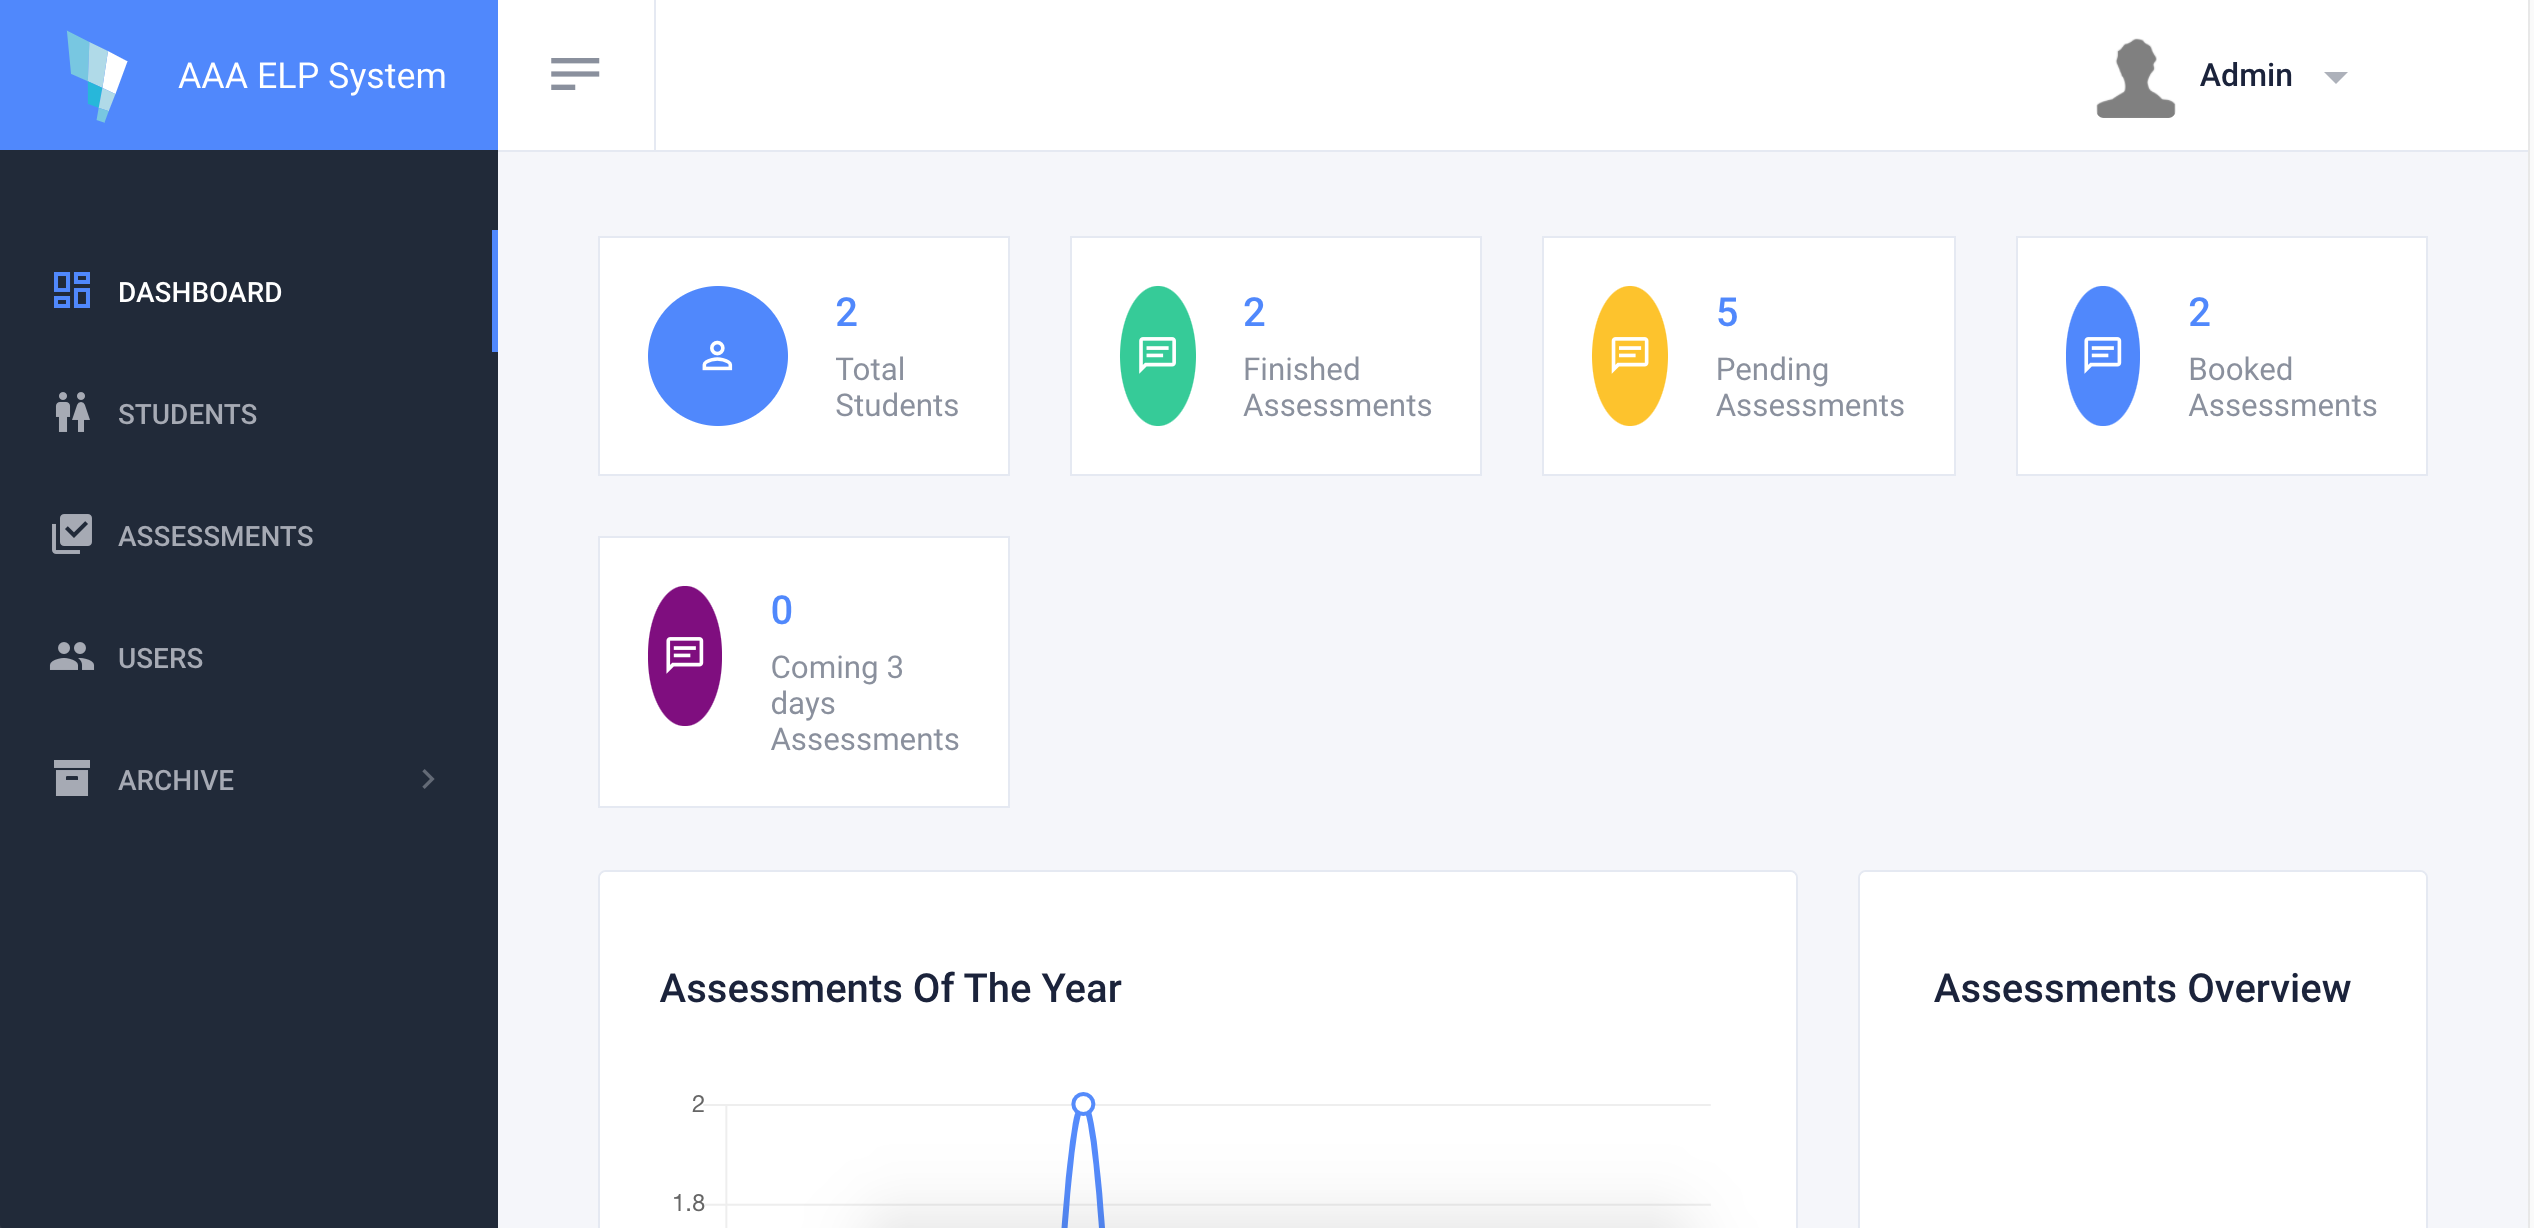 AAA ELP System
Admin
DASHBOARD
STUDENTS
ASSESSMENTS
USERS
ARCHIVE
2
Total
Students
2
Finished
Assessments
5
Pending
Assessments
2
Booked
Assessments
0
Coming 3
days
Assessments
Assessments Of The Year
2
1.8
Assessments Overview